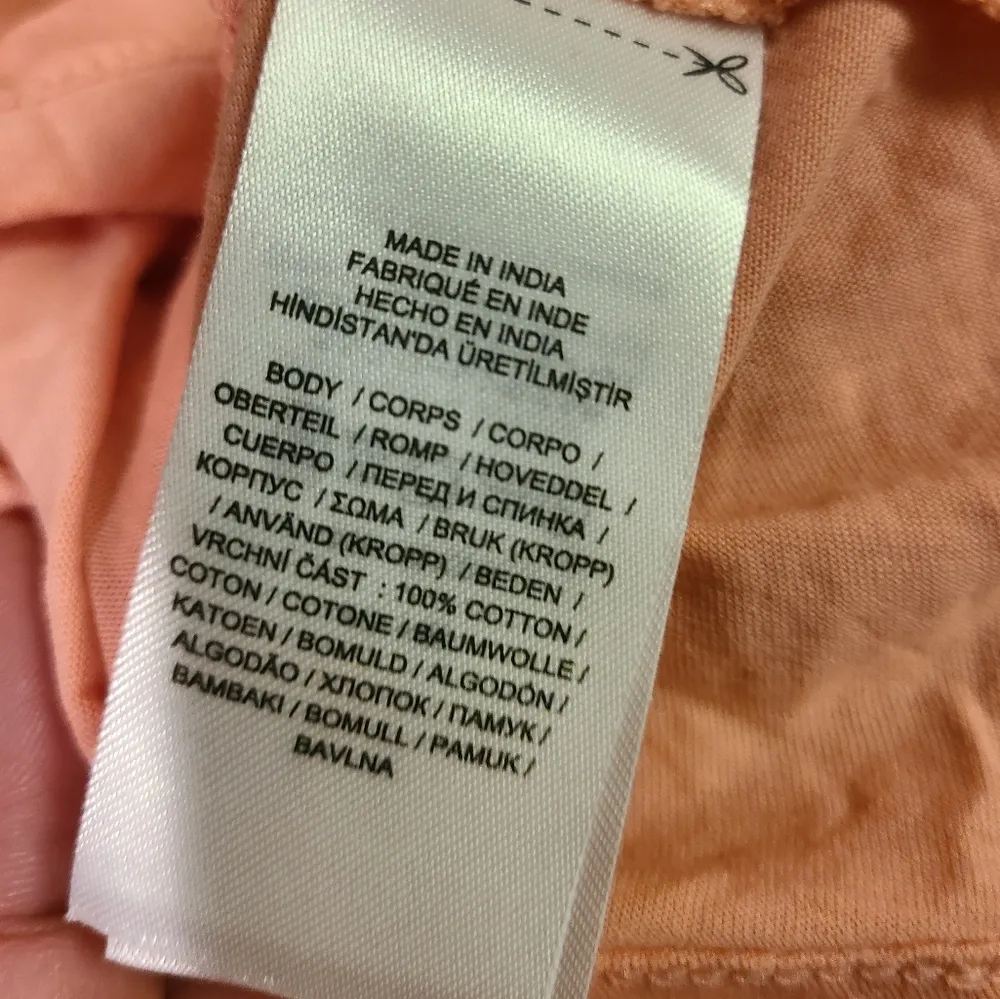 MADE IN INDIA
FABRIQUÉ EN INDE
HECHO EN INDIA
HİNDİSTAN'DA ÜRETİLMİŞTİR
BODY / CORPS / CORPO /
OBERTEIL / ROMP / HOVEDDEL /
CUERPO / ПЕРЕД И СПИНКА /
КОРПУС / ΣΩΜΑ / BRUK (KROPP)
/ ANVÄND (KROPP) / BEDEN /
VRCHNÍ ČÁST : 100% COTTON /
COTON / COTONE / BAUMWOLLE /
KATOEN / BOMULD / ALGODÓN /
ALGODÃO / ХЛОПОК / ПАМУК /
ΒΑΜΒΑΚΙ / BOMULL / PAMUK /
BAVLNA